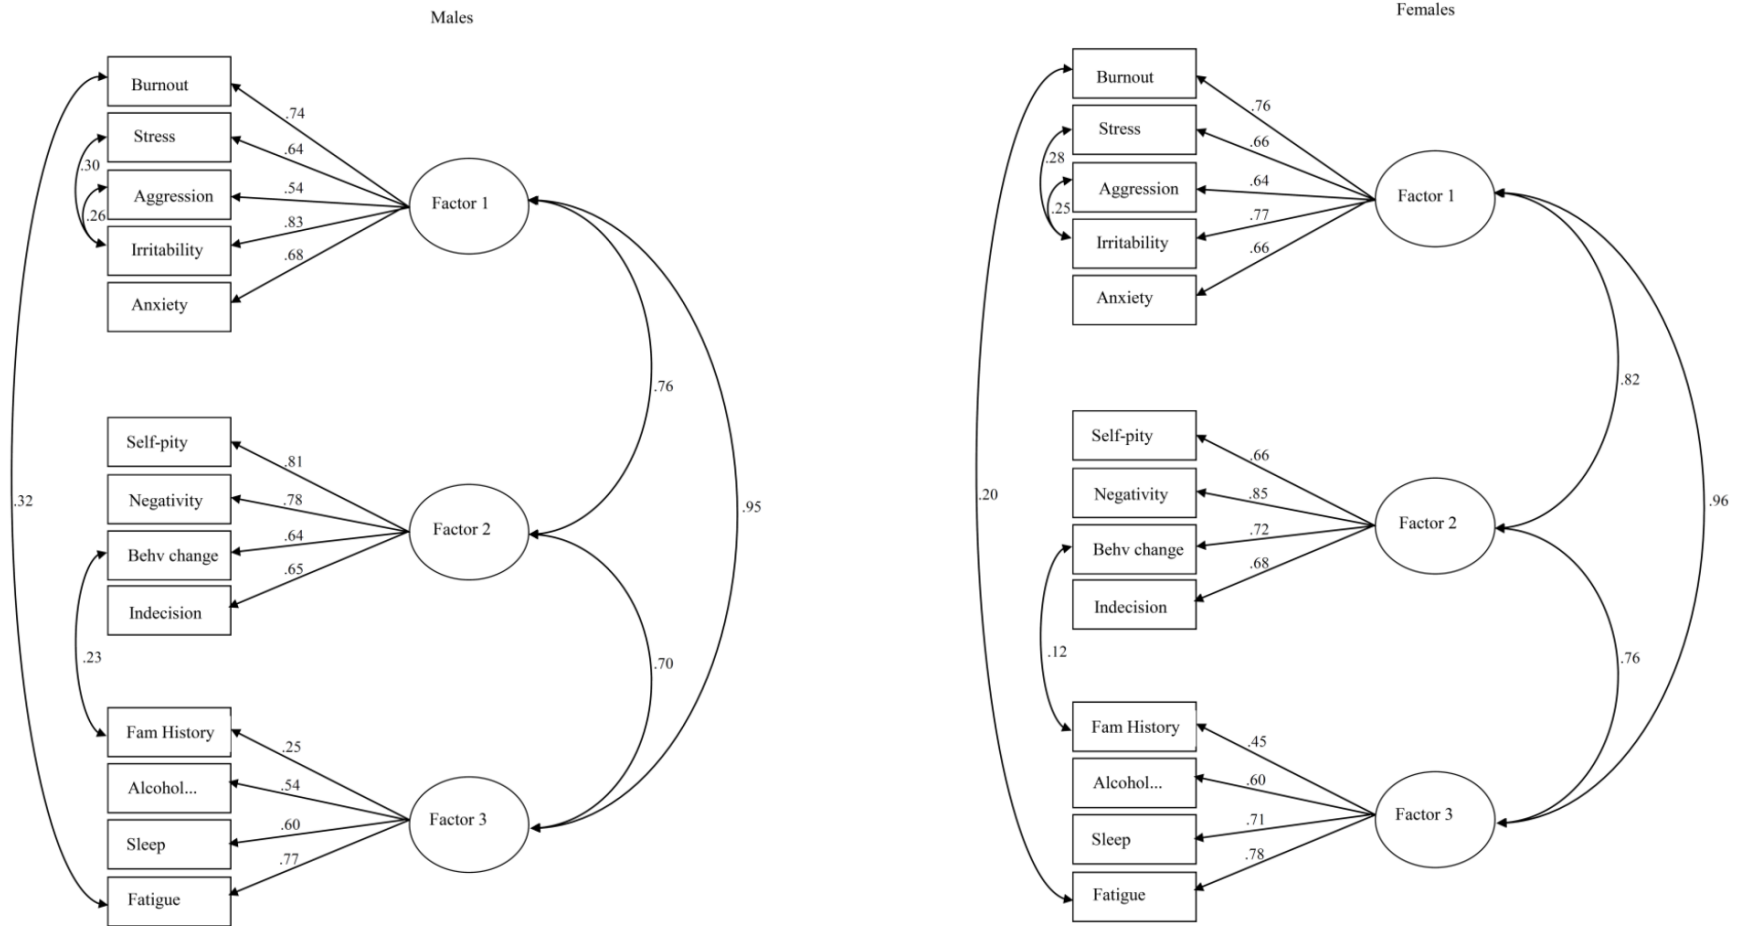 Males
Burnout
Stress
Aggression
Irritability
Anxiety
.74
.64
.54
.83
.68
.30
.26
Factor 1
Self-pity
Negativity
Behv change
Indecision
.81
.78
.64
.65
Factor 2
.76
.95
.32
.23
.70
Fam History
Alcohol...
Sleep
Fatigue
.25
.54
.60
.77
Factor 3
Females
Burnout
Stress
Aggression
Irritability
Anxiety
.76
.66
.64
.77
.66
.28
.25
Factor 1
Self-pity
Negativity
Behv change
Indecision
.66
.85
.72
.68
Factor 2
.82
.96
.20
.12
.76
Fam History
Alcohol...
Sleep
Fatigue
.45
.60
.71
.78
Factor 3